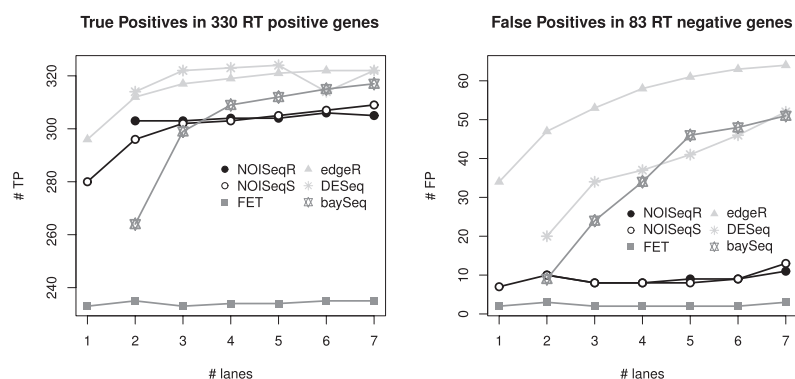 True Positives in 330 RT positive genes
# TP
320
300
280
260
240
NOISeqR
NOISeqS
FET
edgeR
DESeq
baySeq
1 2 3 4 5 6 7
# lanes
False Positives in 83 RT negative genes
# FP
60
50
40
30
20
10
0
NOISeqR
NOISeqS
FET
edgeR
DESeq
baySeq
1 2 3 4 5 6 7
# lanes